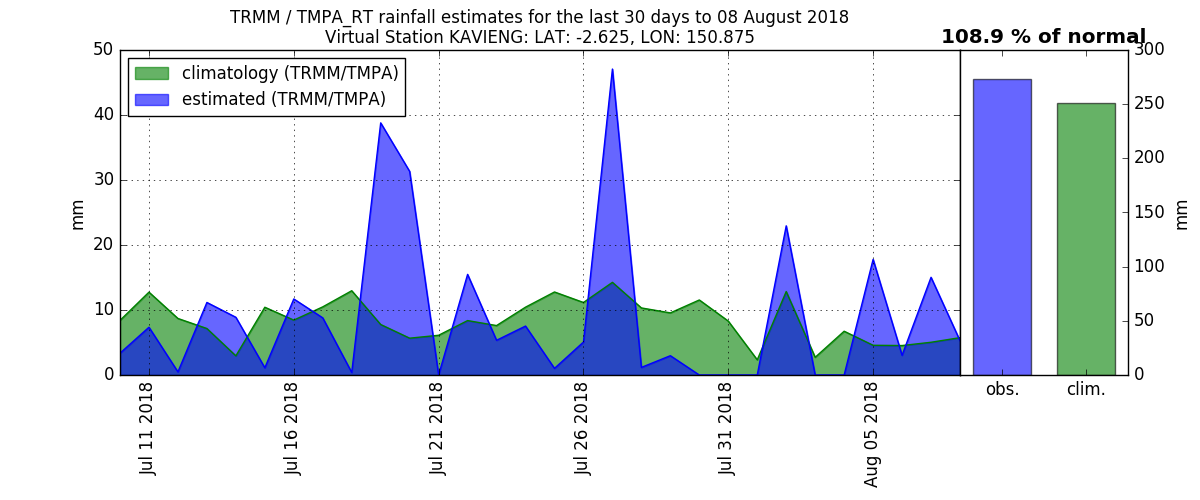 TRMM / TMPA_RT rainfall estimates for the last 30 days to 08 August 2018
Virtual Station KAVIENG: LAT: -2.625, LON: 150.875
108.9 % of normal
climatology (TRMM/TMPA)
estimated (TRMM/TMPA)
50
40
30
20
10
0
mm
Jul 11 2018
Jul 16 2018
Jul 21 2018
Jul 26 2018
Jul 31 2018
Aug 05 2018
obs.
clim.
300
250
200
150
100
50
0
mm